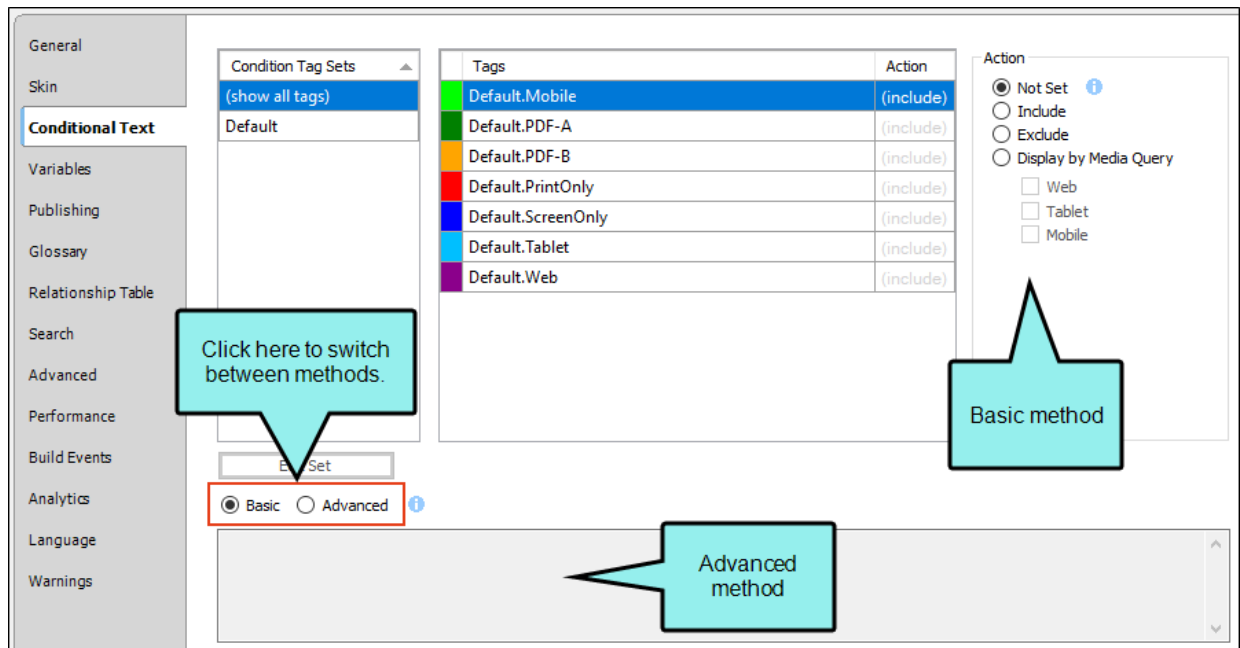 General
Skin
Conditional Text
Variables
Publishing
Glossary
Relationship Table
Search
Advanced
Performance
Build Events
Analytics
Language
Warnings
Condition Tag Sets
(show all tags)
Default
Tags Action
Default.Mobile (include)
Default.PDF-A (include)
Default.PDF-B (include)
Default.PrintOnly (include)
Default.ScreenOnly (include)
Default.Tablet (include)
Default.Web (include)
Action
Not Set
Include
Exclude
Display by Media Query
Web
Tablet
Mobile
Click here to switch
between methods.
Basic method
Set
Basic Advanced
Advanced
method